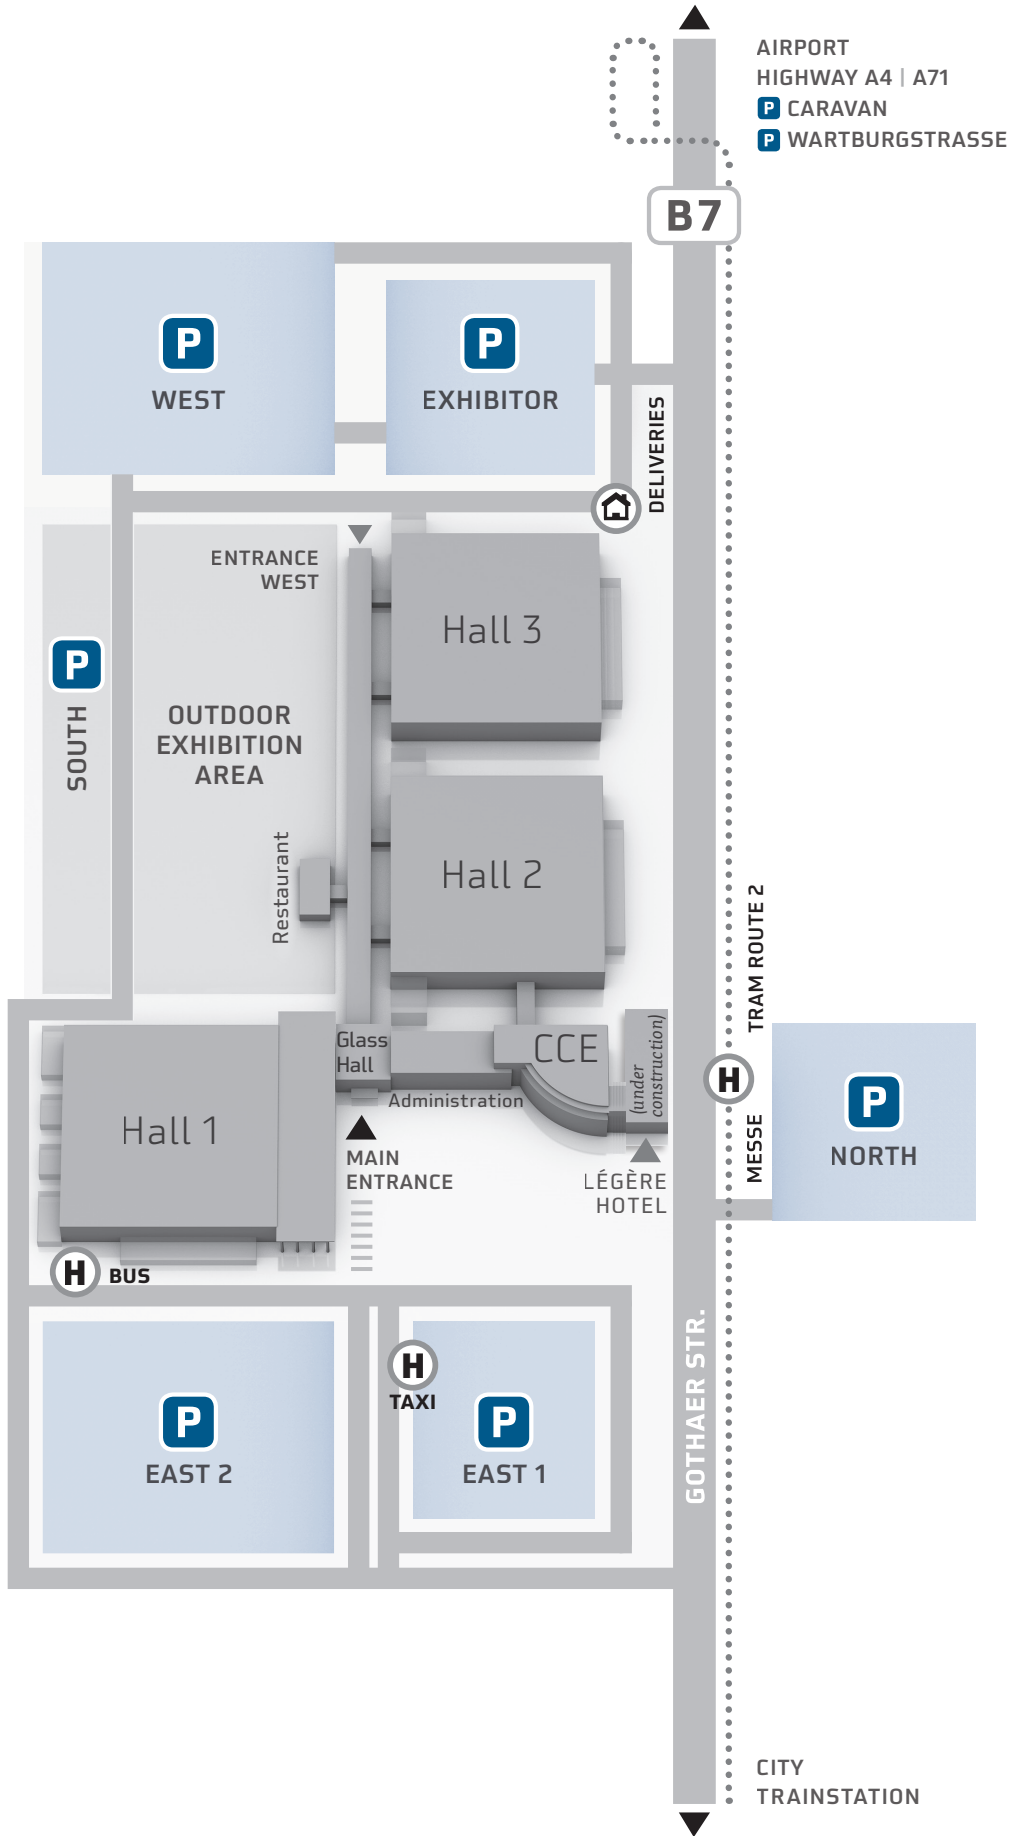 AIRPORT
HIGHWAY A4 | A71
P CARAVAN
P WARTBURGSTRASSE
B7
P
WEST
P
EXHIBITOR
DELIVERIES
ENTRANCE
WEST
Hall 3
P
SOUTH
OUTDOOR
EXHIBITION
AREA
Restaurant
Hall 2
TRAM ROUTE 2
Glass
Hall
CCE
(under
construction)
H
MESSE
P
NORTH
Administration
Hall 1
MAIN
ENTRANCE
LÉGÈRE
HOTEL
H BUS
H
TAXI
P
EAST 2
P
EAST 1
GOTHAER STR.
CITY
TRAINSTATION